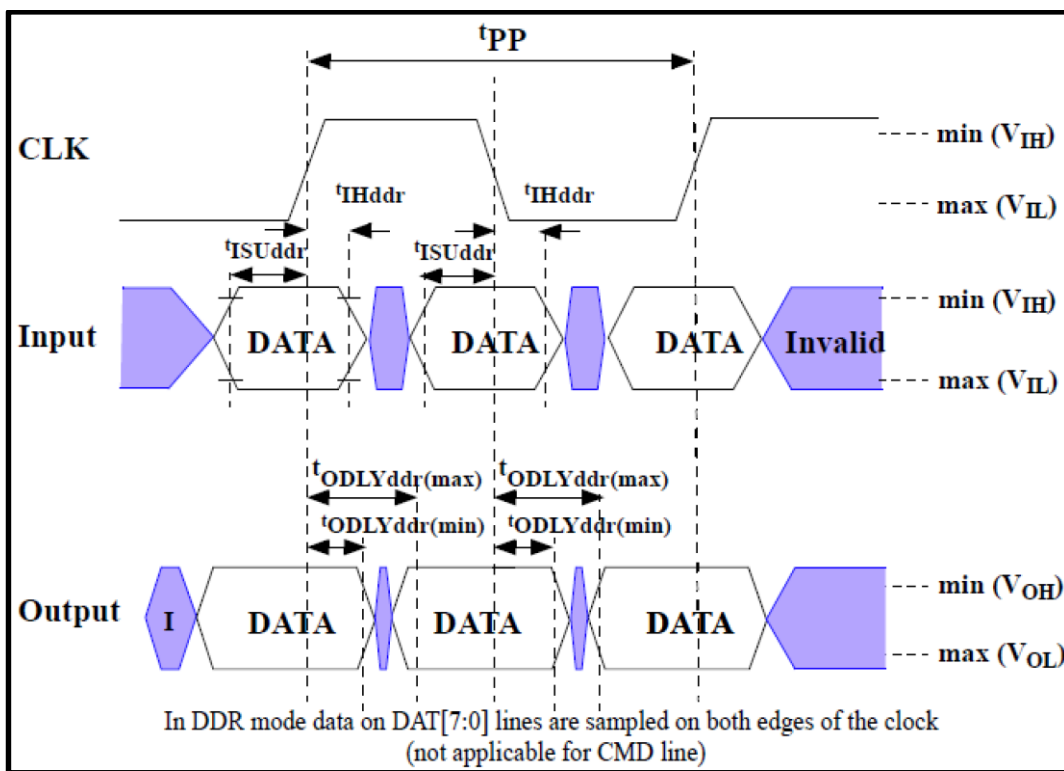 tPP
CLK
min (VIH)
max (VIL)
tIHddr tIHddr
tISUddr tISUddr
Input
DATA DATA DATA Invalid
min (VIH)
max (VIL)
tODLYddr(max) tODLYddr(max)
tODLYddr(min) tODLYddr(min)
Output
I DATA DATA DATA
min (VOH)
max (VOL)
In DDR mode data on DAT[7:0] lines are sampled on both edges of the clock
(not applicable for CMD line)